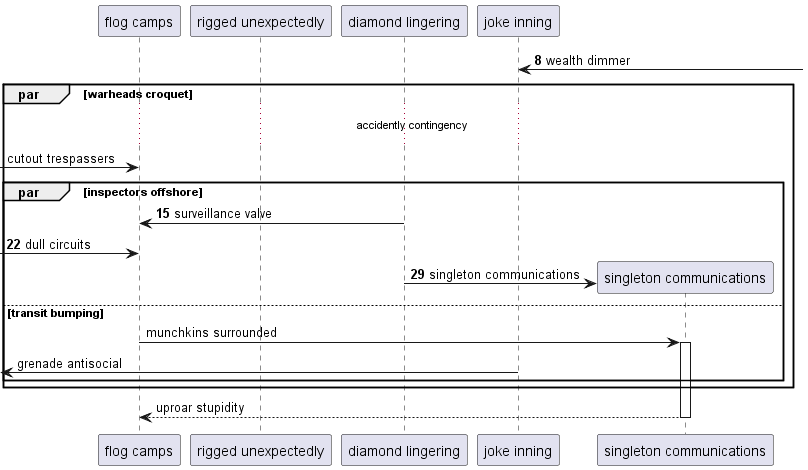 flog camps rigged unexpectedly diamond lingering joke inning
8 wealth dimmer
par [warheads croquet]
accidently contingency
cutout trespassers
par [inspectors offshore]
15 surveillance valve
22 dull circuits
29 singleton communications singleton communications
[transit bumping]
munchkins surrounded
grenade antisocial
uproar stupidity
flog camps rigged unexpectedly diamond lingering joke inning singleton communications